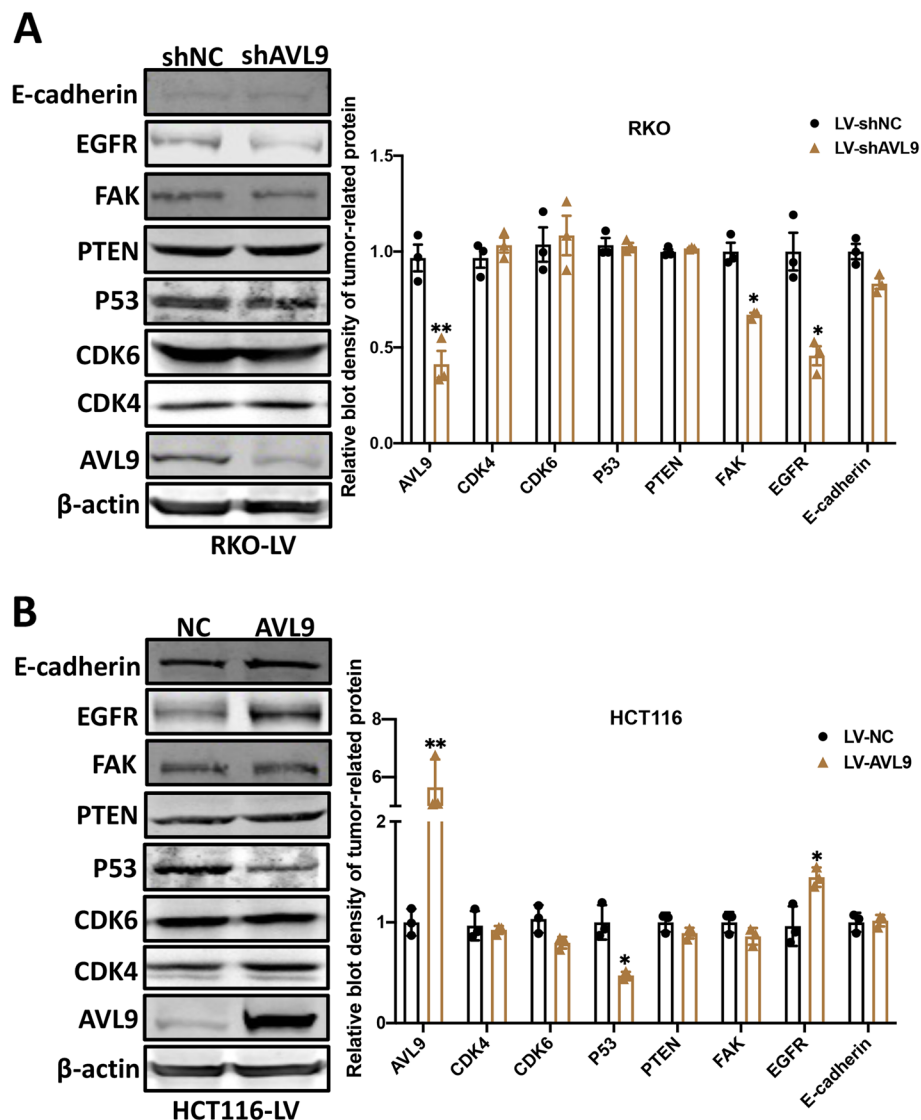 A
shNC shAVL9
E-cadherin
EGFR
FAK
PTEN
P53
CDK6
CDK4
AVL9
β-actin
RKO-LV
RKO
LV-shNC
LV-shAVL9
Relative blot density of tumor-related protein
1.5
1.0
0.5
0.0
** * *
AVL9 CDK4 CDK6 P53 PTEN FAK EGFR E-cadherin
B
NC AVL9
E-cadherin
EGFR
FAK
PTEN
P53
CDK6
CDK4
AVL9
β-actin
HCT116-LV
HCT116
LV-NC
LV-AVL9
Relative blot density of tumor-related protein
8
6
2
1
0
** * *
AVL9 CDK4 CDK6 P53 PTEN FAK EGFR E-cadherin